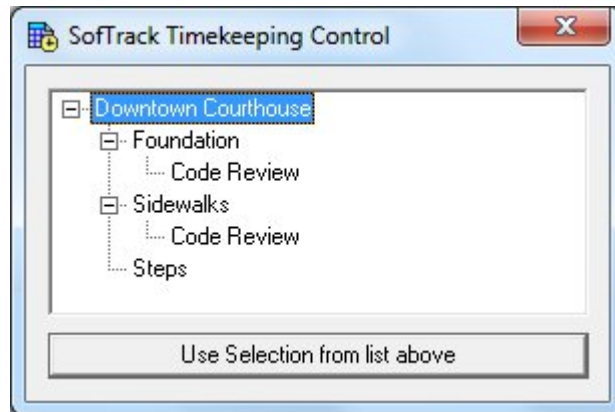 SofTrack Timekeeping Control
Downtown Courthouse
Foundation
Code Review
Sidewalks
Code Review
Steps
Use Selection from list above